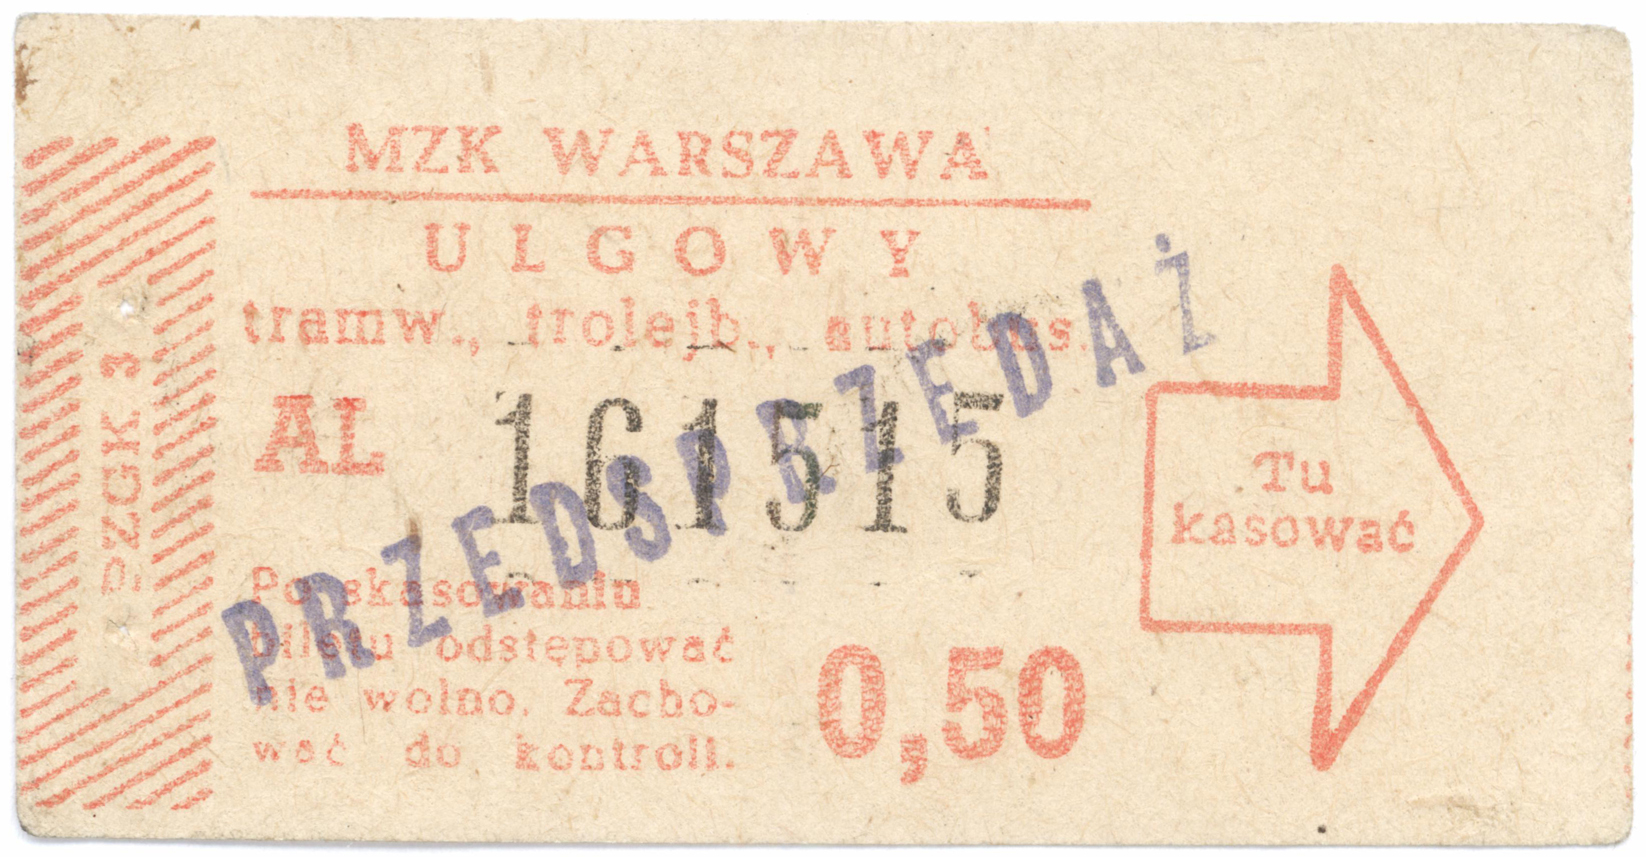 MZK WARSZAWA
ULGOWY
tramw., trolejb., autobus.
AL 161515
PRZEDSPRZEDAŻ
Po skasowaniu
biletu odstępować
nie wolno. Zacho-
wać do kontroli.
0,50
Tu
kasować
PZGK 3